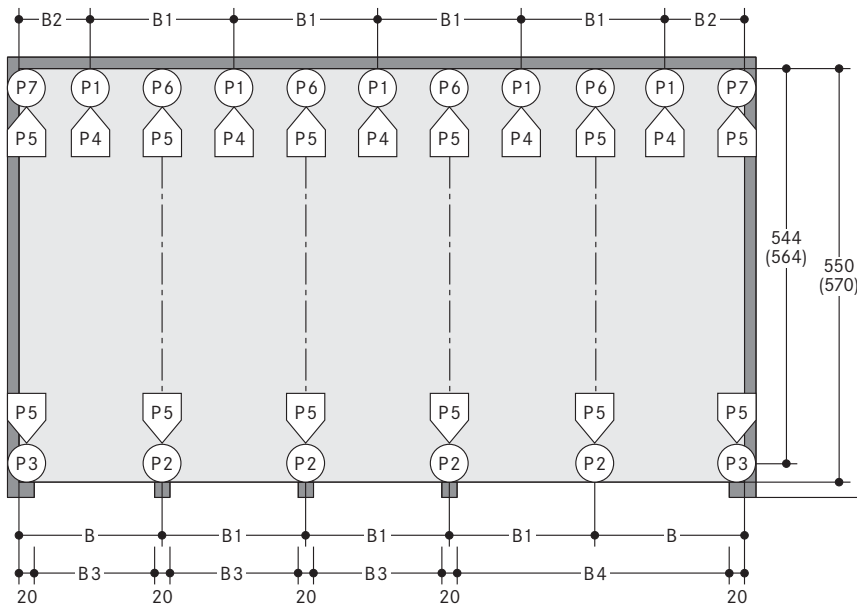 B2 B1 B1 B1 B1 B2
P7 P1 P6 P1 P6 P1 P6 P1 P6 P1 P7
P5 P4 P5 P4 P5 P4 P5 P4 P5 P4 P5
544
(564)
550
(570)
P5 P5 P5 P5 P5 P5
P3 P2 P2 P2 P2 P3
B B1 B1 B1 B
B3 B3 B3 B4
20 20 20 20 20